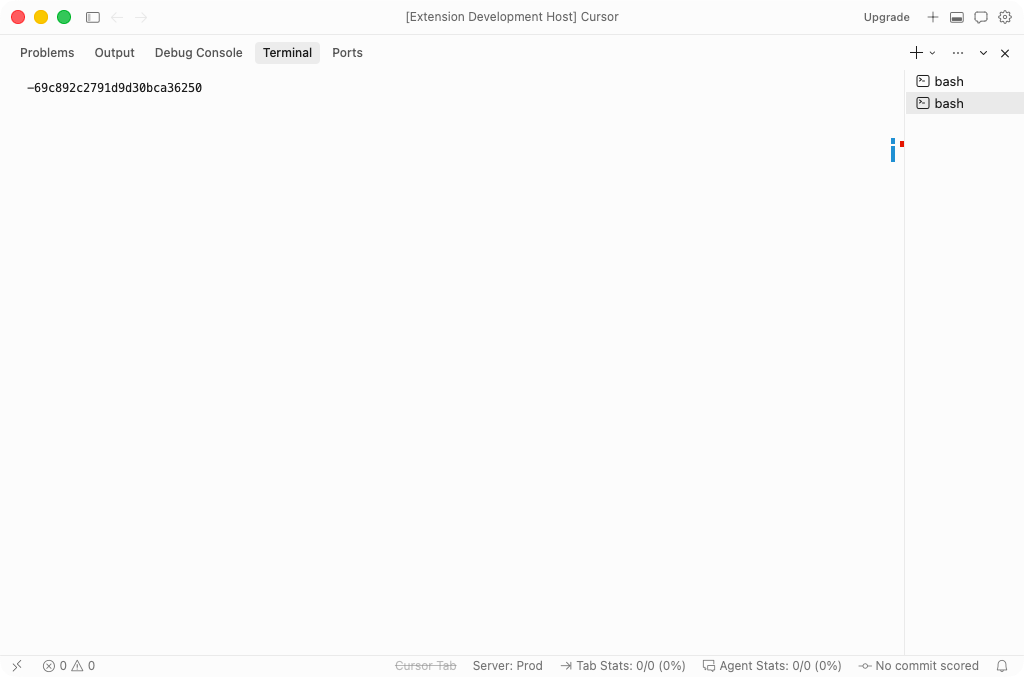 [Extension Development Host] Cursor
Upgrade
Problems Output Debug Console Terminal Ports
−69c892c2791d9d30bca36250
bash
bash
0 0
Cursor Tab Server: Prod Tab Stats: 0/0 (0%) Agent Stats: 0/0 (0%) No commit scored